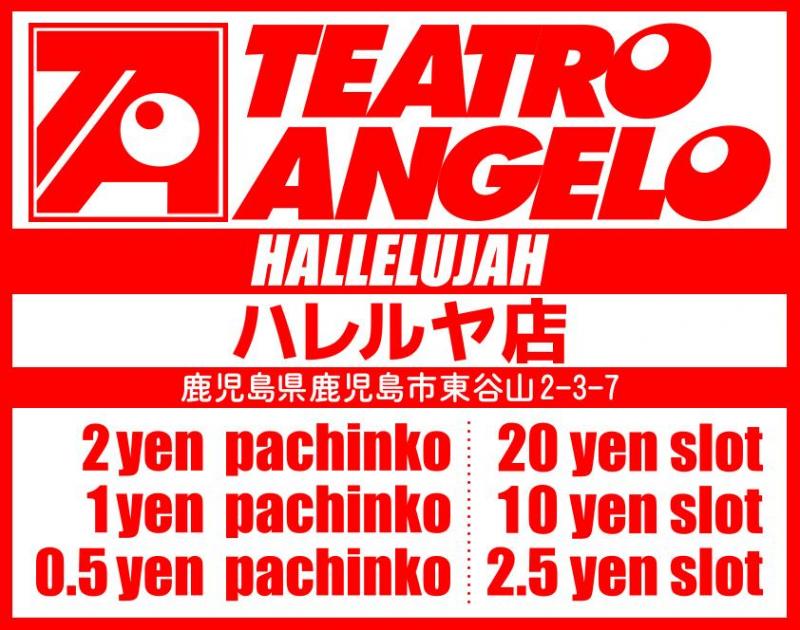 TEATRO
ANGELO
HALLELUJAH
ハレルヤ店
鹿児島県鹿児島市東谷山2-3-7
2 yen pachinko
20 yen slot
1 yen pachinko
10 yen slot
0.5 yen pachinko
2.5 yen slot